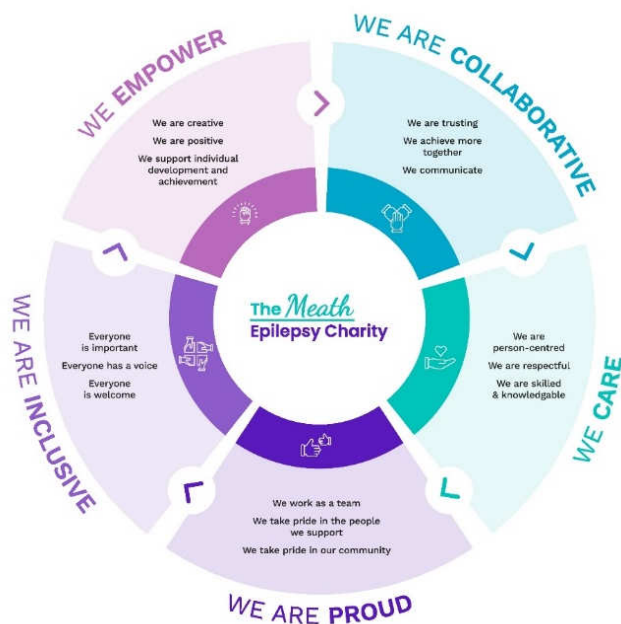 WE EMPOWER
We are creative
We are positive
We support individual
development and
achievement
WE ARE COLLABORATIVE
We are trusting
We achieve more
together
We communicate
WE CARE
We are
person-centred
We are respectful
We are skilled
& knowledgable
WE ARE PROUD
We work as a team
We take pride in the people
we support
We take pride in our community
WE ARE INCLUSIVE
Everyone
is important
Everyone has a voice
Everyone
is welcome
The Meath
Epilepsy Charity